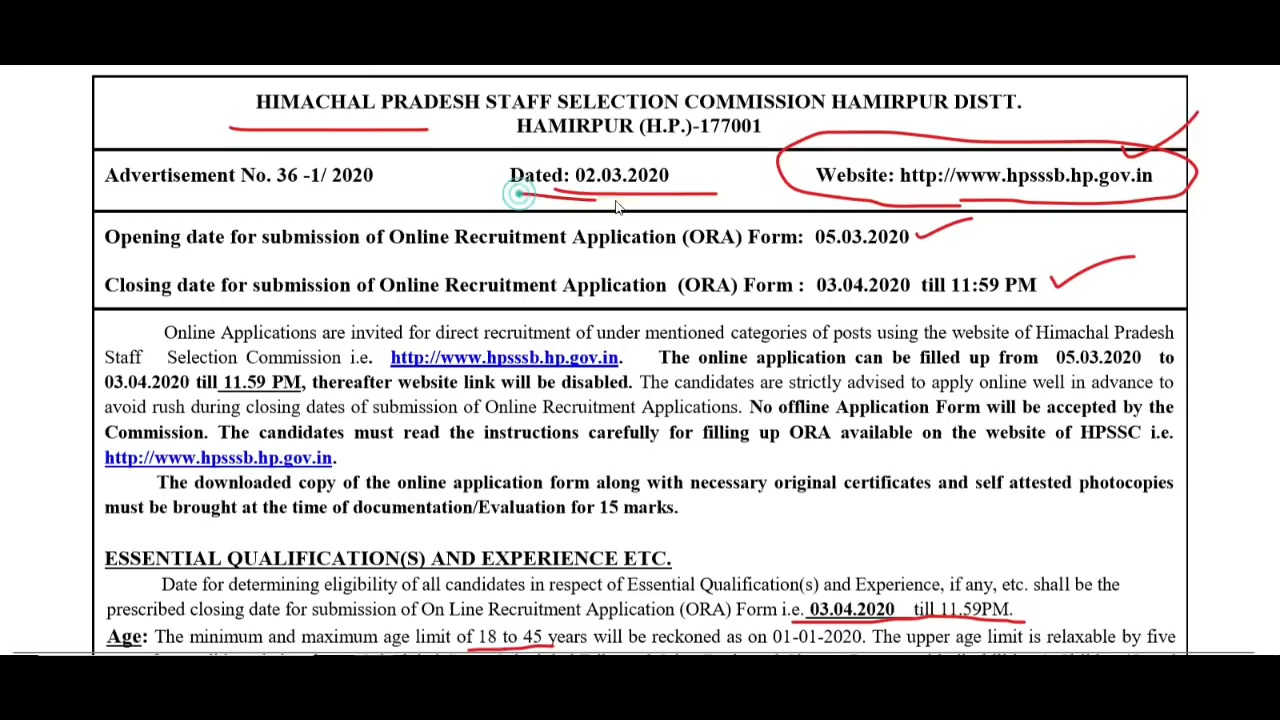 HIMACHAL PRADESH STAFF SELECTION COMMISSION HAMIRPUR DISTT.
HAMIRPUR (H.P.)-177001
Advertisement No. 36 -1/ 2020 Dated: 02.03.2020 Website: http://www.hpsssb.hp.gov.in
Opening date for submission of Online Recruitment Application (ORA) Form: 05.03.2020
Closing date for submission of Online Recruitment Application (ORA) Form : 03.04.2020 till 11:59 PM
Online Applications are invited for direct recruitment of under mentioned categories of posts using the website of Himachal Pradesh
Staff Selection Commission i.e. http://www.hpsssb.hp.gov.in. The online application can be filled up from 05.03.2020 to
03.04.2020 till 11.59 PM, thereafter website link will be disabled. The candidates are strictly advised to apply online well in advance to
avoid rush during closing dates of submission of Online Recruitment Applications. No offline Application Form will be accepted by the
Commission. The candidates must read the instructions carefully for filling up ORA available on the website of HPSSC i.e.
http://www.hpsssb.hp.gov.in.
The downloaded copy of the online application form along with necessary original certificates and self attested photocopies
must be brought at the time of documentation/Evaluation for 15 marks.
ESSENTIAL QUALIFICATION(S) AND EXPERIENCE ETC.
Date for determining eligibility of all candidates in respect of Essential Qualification(s) and Experience, if any, etc. shall be the
prescribed closing date for submission of On Line Recruitment Application (ORA) Form i.e. 03.04.2020 till 11.59PM.
Age: The minimum and maximum age limit of 18 to 45 years will be reckoned as on 01-01-2020. The upper age limit is relaxable by five